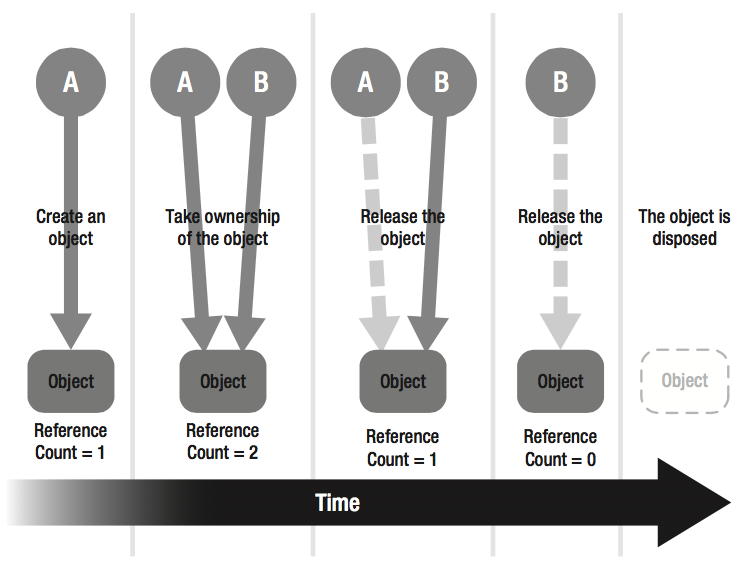 A
A B
A B
B
Create an
object
Take ownership
of the object
Release the
object
Release the
object
The object is
disposed
Object
Object
Object
Object
Object
Reference
Count = 1
Reference
Count = 2
Reference
Count = 1
Reference
Count = 0
Time